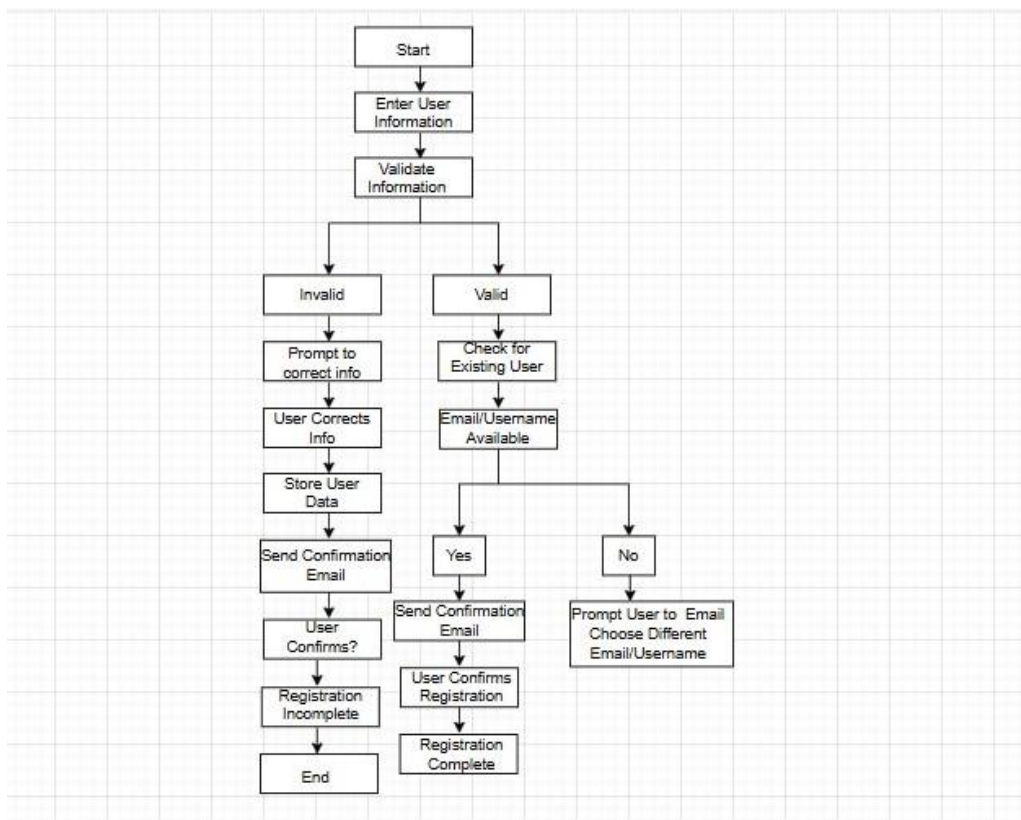 Start
Enter User
Information
Validate
Information
Invalid
Valid
Prompt to
correct info
Check for
Existing User
User Corrects
Info
Email/Username
Available
Store User
Data
Send Confirmation
Email
Yes
No
User
Confirms?
Send Confirmation
Email
Prompt User to Email
Choose Different
Email/Username
Registration
Incomplete
User Confirms
Registration
End
Registration
Complete